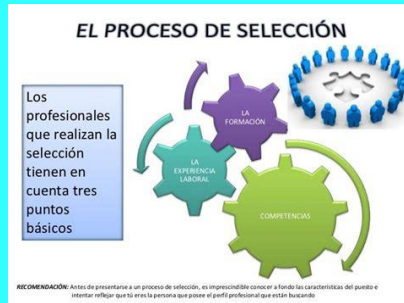 EL PROCESO DE SELECCIÓN
Los
profesionales
que realizan la
selección
tienen en
cuenta tres
puntos
básicos
LA
FORMACIÓN
LA
EXPERIENCIA
LABORAL
COMPETENCIAS
RECOMENDACIÓN: Antes de presentarse a un proceso de selección, es imprescindible conocer a fondo las características del puesto e
intentar reflejar que tú eres la persona que posee el perfil profesional que están buscando